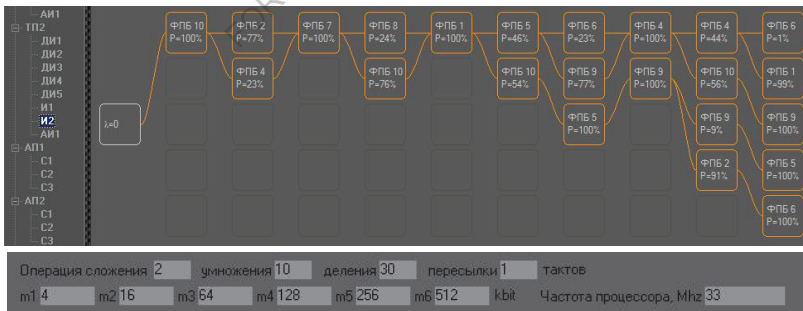 АИ1
ТП2
ДИ1
ДИ2
ДИ3
ДИ4
ДИ5
И1
И2
АИ1
АП1
С1
С2
С3
АП2
С1
С2
С3
λ=0
ФПБ 10 ФПБ 2 ФПБ 7 ФПБ 8 ФПБ 1 ФПБ 5 ФПБ 6 ФПБ 4 ФПБ 4 ФПБ 6
P=100% P=77% P=100% P=24% P=100% P=46% P=23% P=100% P=44% P=1%
ФПБ 4 ФПБ 10 ФПБ 10 ФПБ 9 ФПБ 9 ФПБ 10 ФПБ 1
P=23% P=76% P=54% P=77% P=100% P=56% P=99%
ФПБ 5 ФПБ 9 ФПБ 9
P=100% P=9% P=100%
ФПБ 2 ФПБ 5
P=91% P=100%
ФПБ 6
P=100%
Операция сложения 2 умножения 10 деления 30 пересылки 1 тактов
m1 4 m2 16 m3 64 m4 128 m5 256 m6 512 kbit Частота процессора, Mhz 33